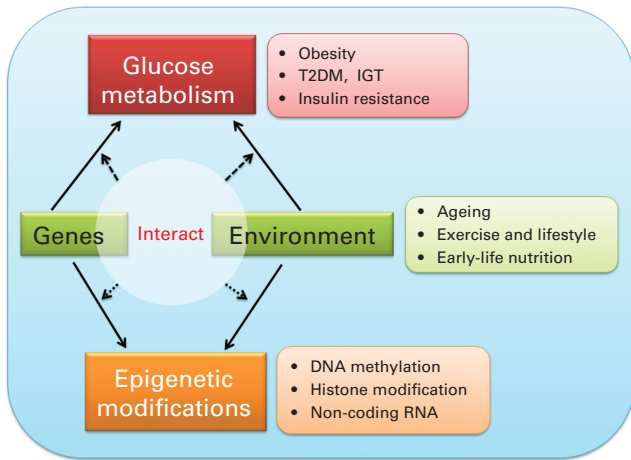 Glucose
metabolism
• Obesity
• T2DM, IGT
• Insulin resistance
Genes
Interact
Environment
• Ageing
• Exercise and lifestyle
• Early-life nutrition
Epigenetic
modifications
• DNA methylation
• Histone modification
• Non-coding RNA